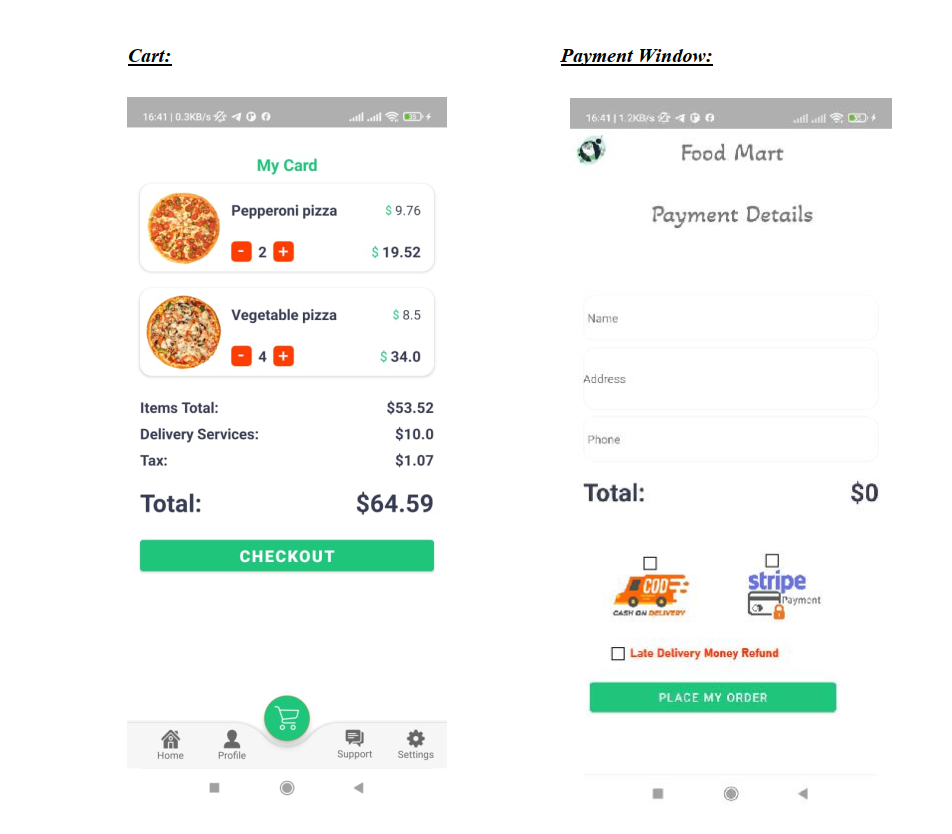 Cart:
Payment Window:
16:41 | 0.3KB/s
My Card
Pepperoni pizza
$ 9.76
- 2 +
$ 19.52
Vegetable pizza
$ 8.5
- 4 +
$ 34.0
Items Total: $53.52
Delivery Services: $10.0
Tax: $1.07
Total: $64.59
CHECKOUT
Home
Profile
Support
Settings
16:41 | 1.2KB/s
Food Mart
Payment Details
Name
Address
Phone
Total: $0
COD
CASH ON DELIVERY
stripe
Payment
Late Delivery Money Refund
PLACE MY ORDER